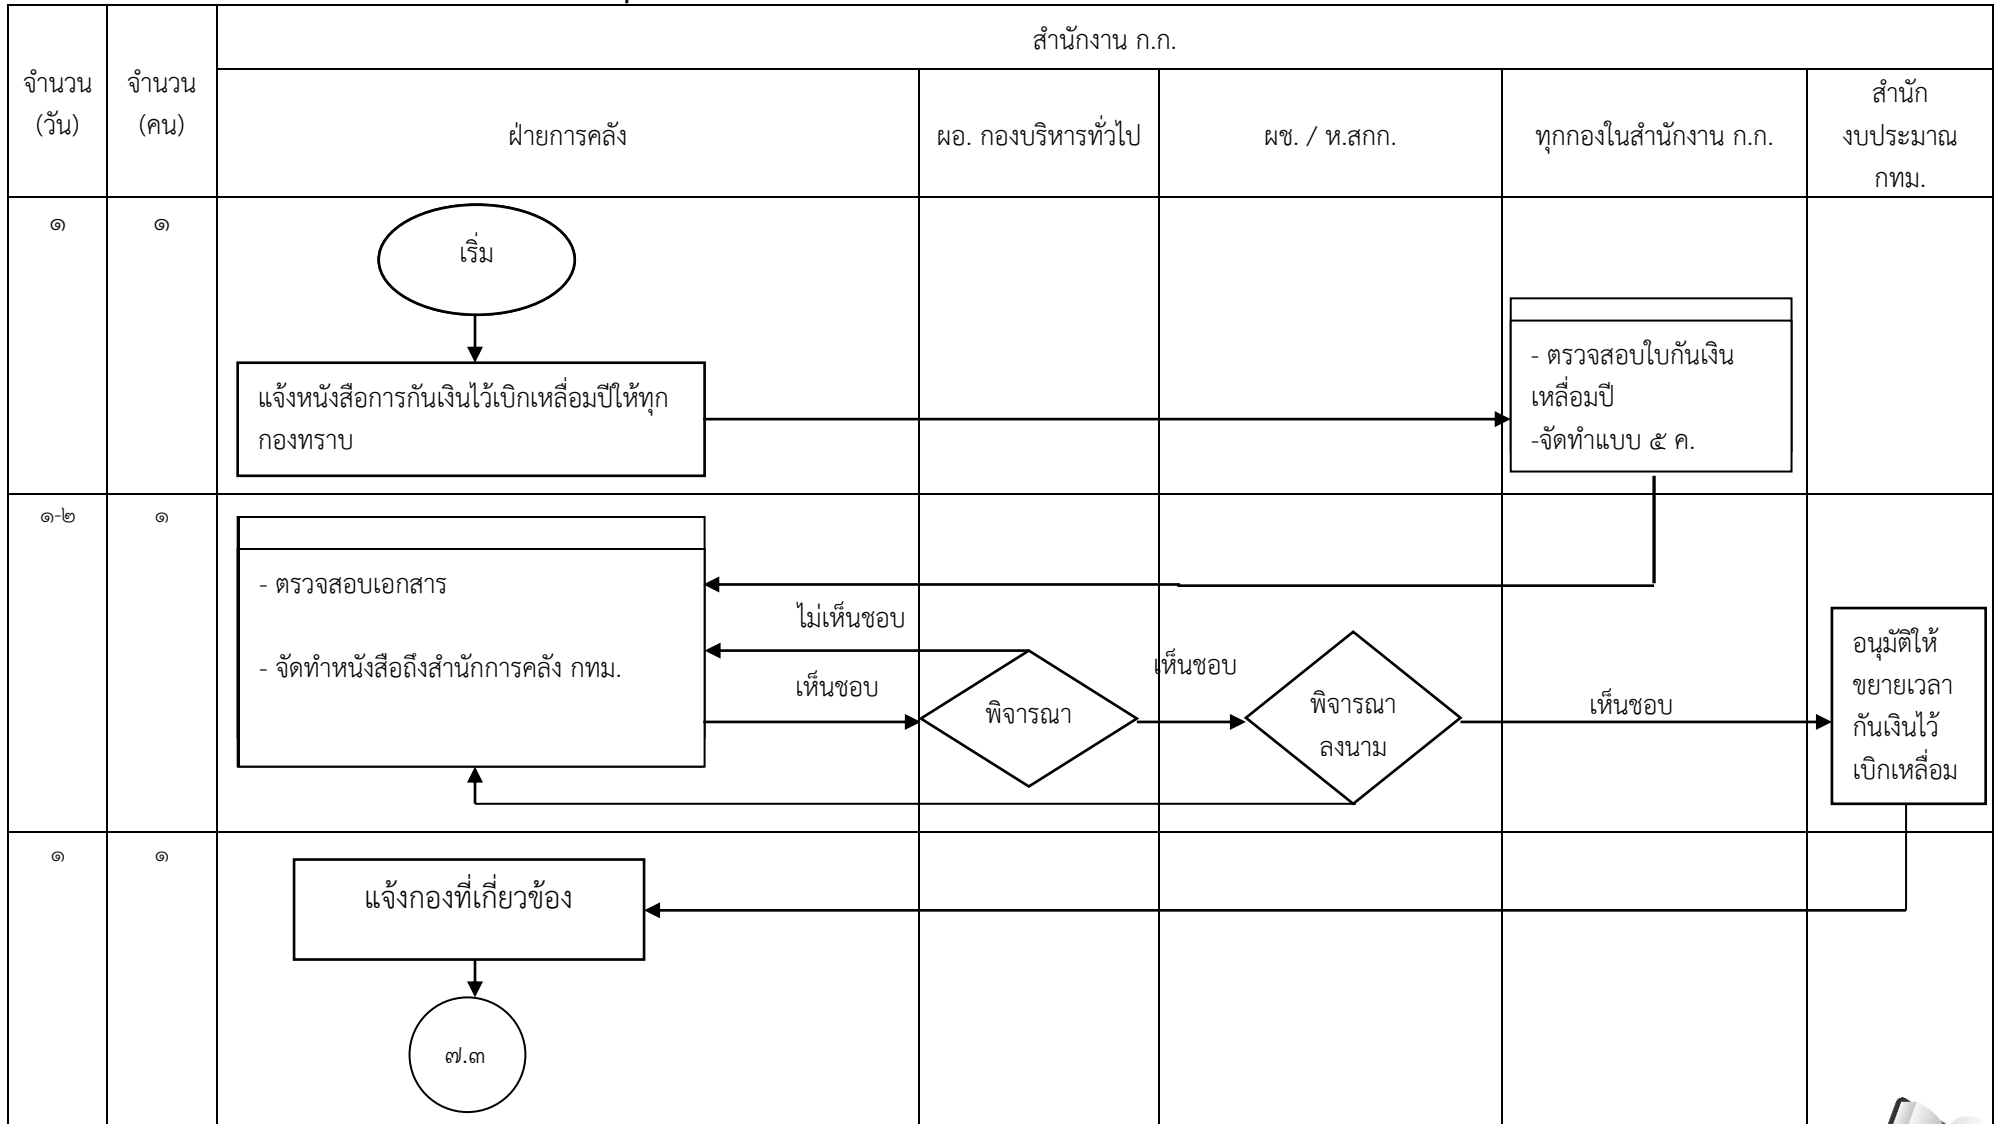 สำนักงาน ก.ก.
จำนวน
(วัน)
จำนวน
(คน)
ฝ่ายการคลัง
ผอ. กองบริหารทั่วไป
ผช. / ห.สกก.
ทุกกองในสำนักงาน ก.ก.
สำนัก
งบประมาณ
กทม.
๑
๑
เริ่ม
แจ้งหนังสือการกันเงินไว้เบิกเหลื่อมปีให้ทุก
กองทราบ
- ตรวจสอบใบกันเงิน
เหลื่อมปี
-จัดทำแบบ ๕ ค.
๑-๒
๑
- ตรวจสอบเอกสาร
- จัดทำหนังสือถึงสำนักการคลัง กทม.
ไม่เห็นชอบ
เห็นชอบ
พิจารณา
เห็นชอบ
พิจารณา
ลงนาม
เห็นชอบ
อนุมัติให้
ขยายเวลา
กันเงินไว้
เบิกเหลื่อม
๑
๑
แจ้งกองที่เกี่ยวข้อง
๗.๓